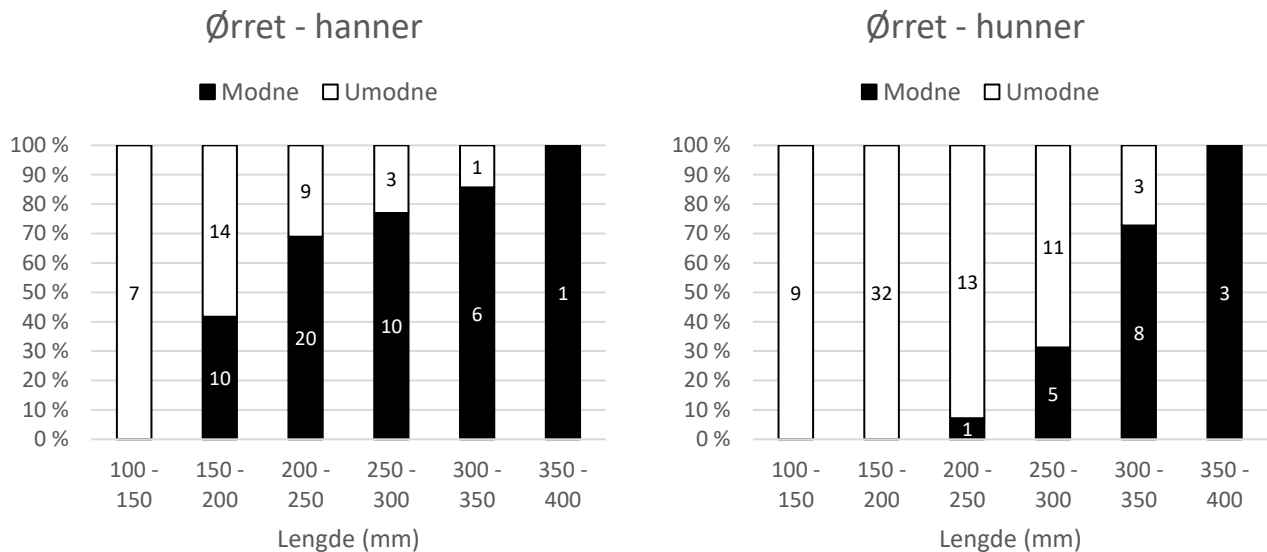 Ørret - hanner
Modne Umodne
100 %
90 %
80 %
70 %
60 %
50 %
40 %
30 %
20 %
10 %
0 %
7
14
10
9
20
3
10
1
6
1
100 - 150
150 - 200
200 - 250
250 - 300
300 - 350
350 - 400
Lengde (mm)
Ørret - hunner
Modne Umodne
100 %
90 %
80 %
70 %
60 %
50 %
40 %
30 %
20 %
10 %
0 %
9
32
13
1
11
5
3
8
3
100 - 150
150 - 200
200 - 250
250 - 300
300 - 350
350 - 400
Lengde (mm)